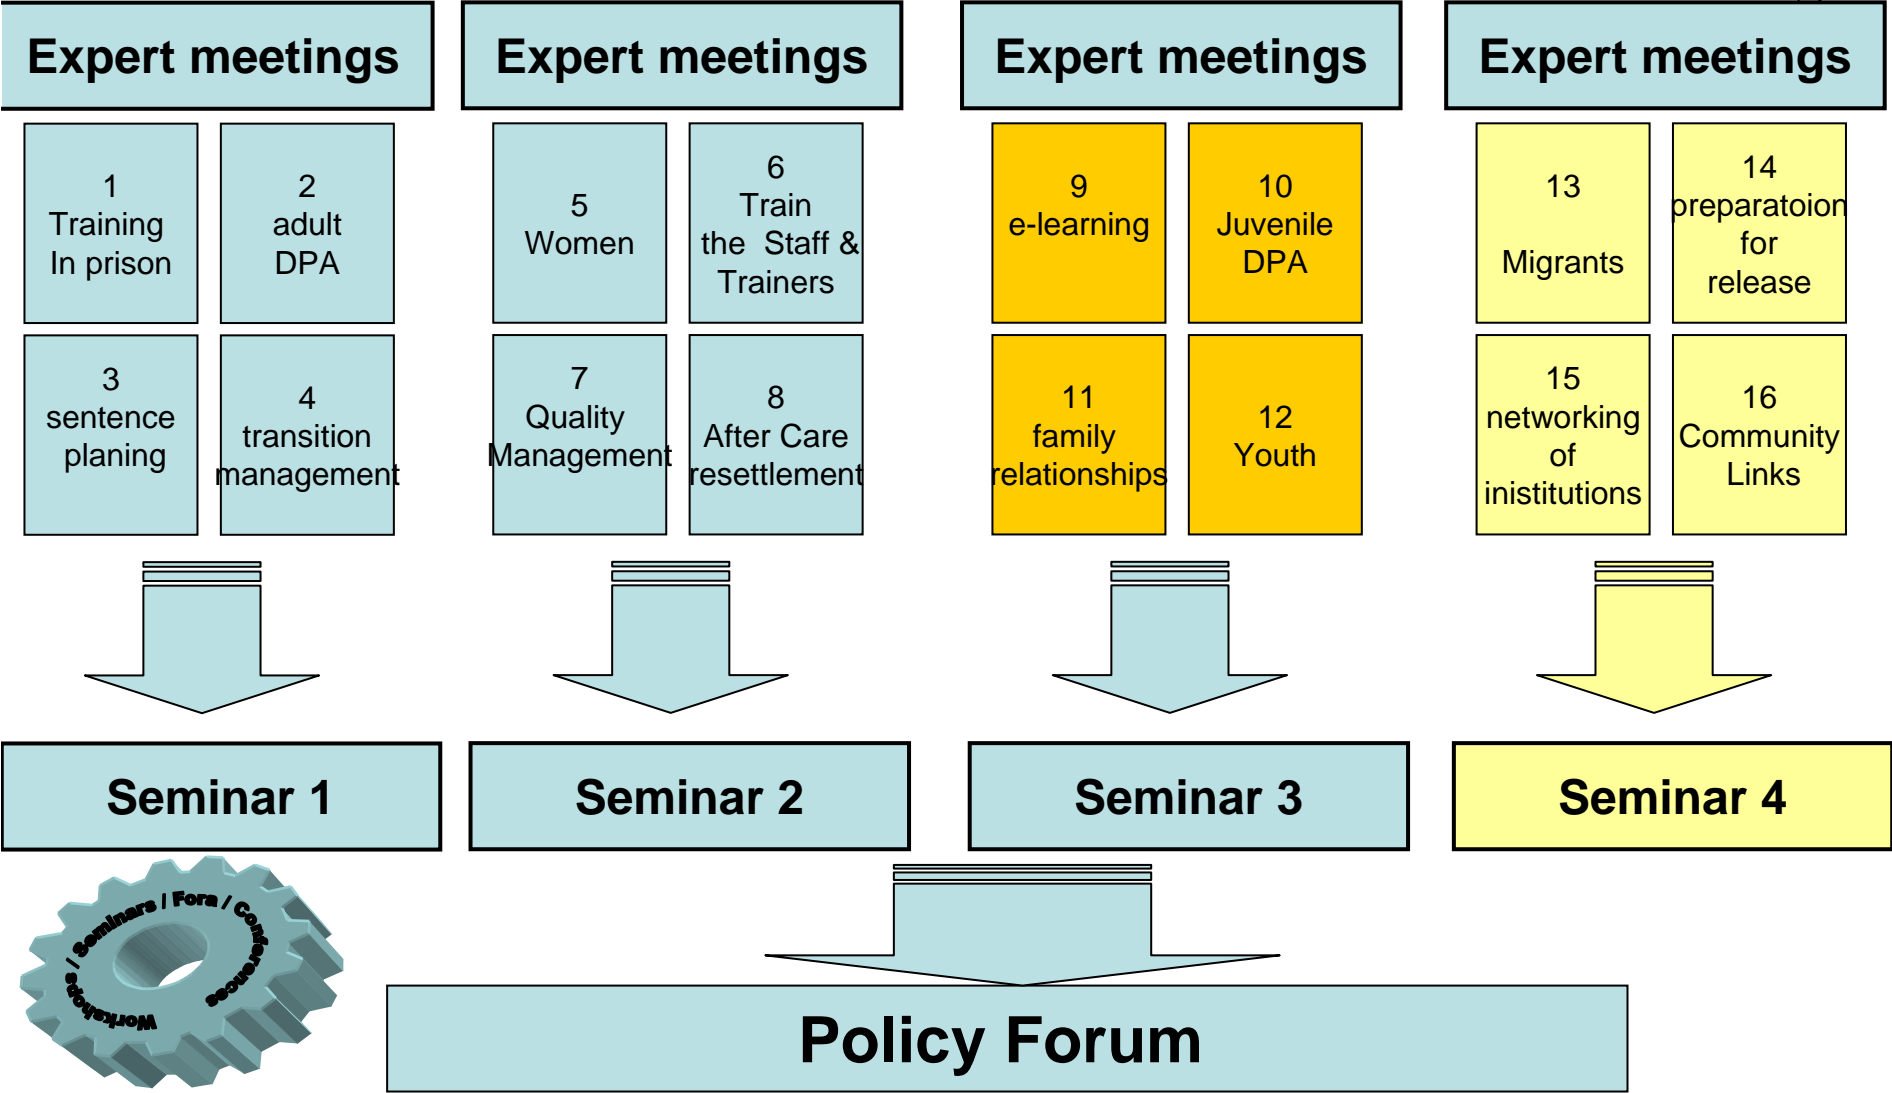 Expert meetings
Expert meetings
Expert meetings
Expert meetings
1
Training
In prison
2
adult
DPA
3
sentence
planing
4
transition
management
5
Women
6
Train
the Staff &
Trainers
7
Quality
Management
8
After Care
resettlement
9
e-learning
10
Juvenile
DPA
11
family
relationships
12
Youth
13
Migrants
14
preparatoion
for
release
15
networking
of
inistitutions
16
Community
Links
Seminar 1
Seminar 2
Seminar 3
Seminar 4
Workshops / Seminars / Fora / Conferences
Policy Forum